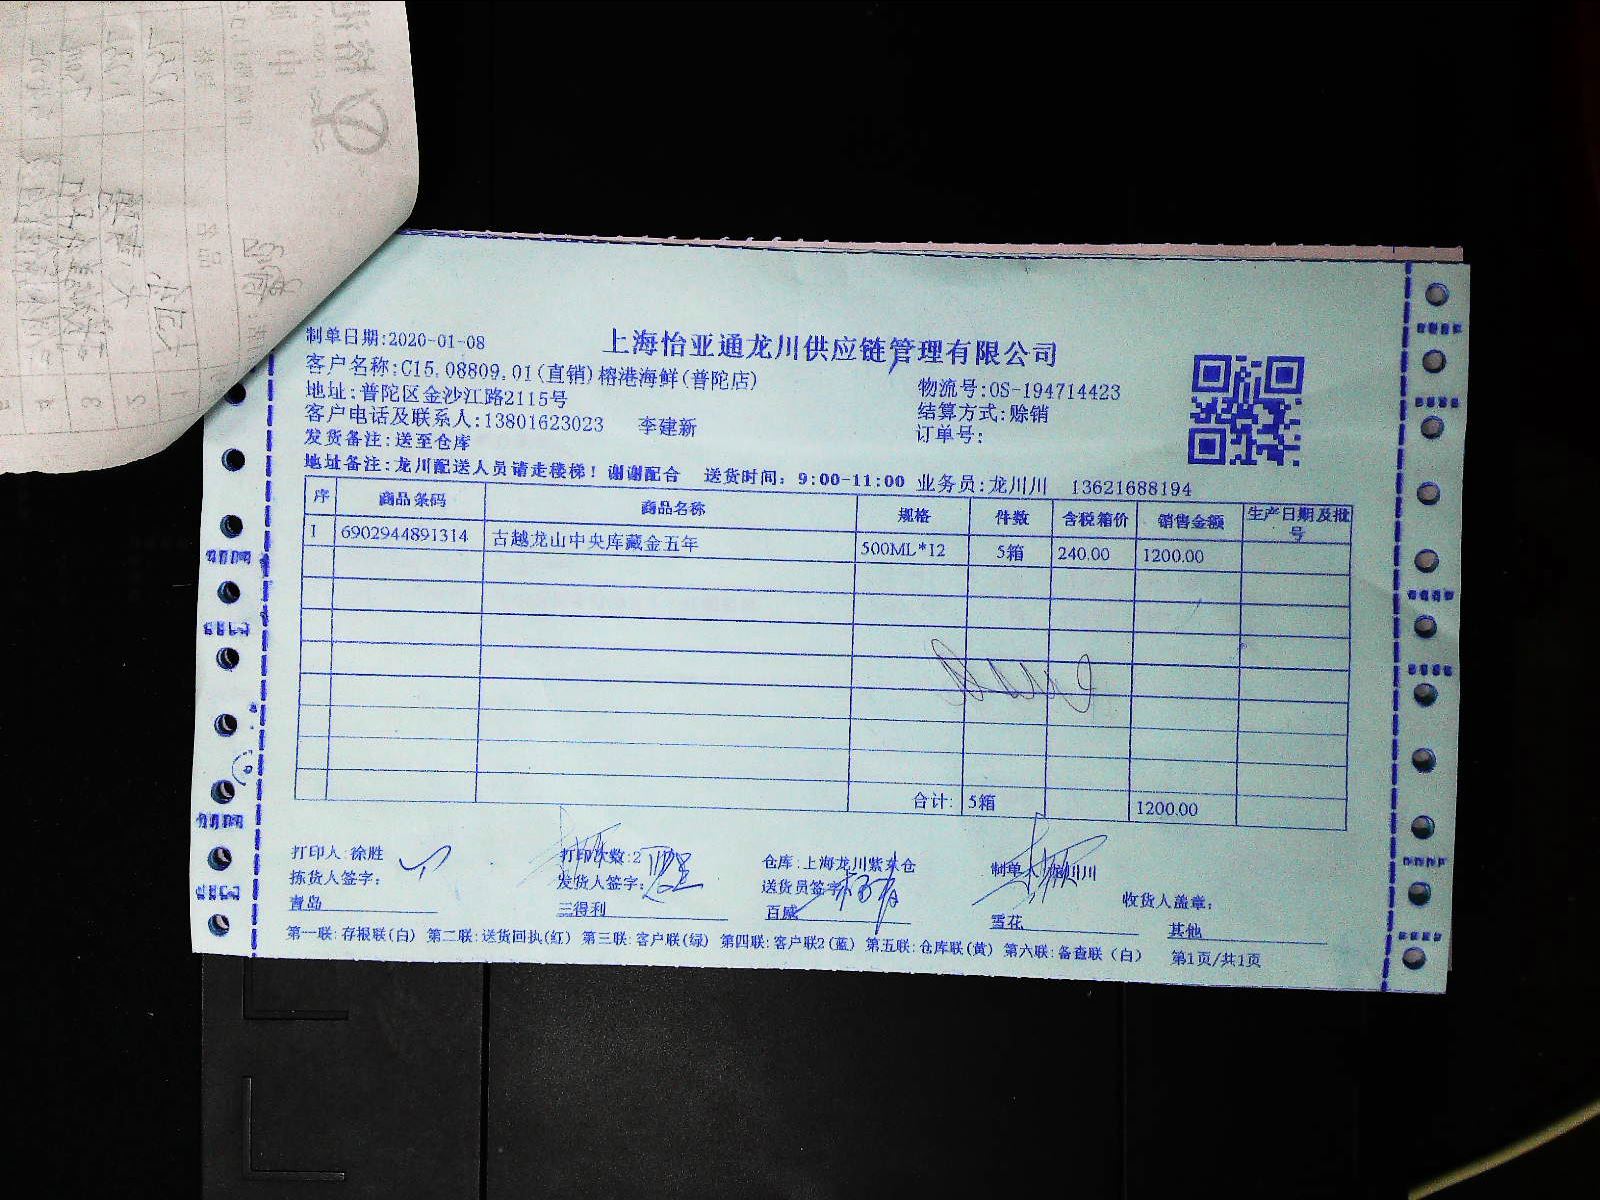 上海怡亚通龙川供应链管理有限公司
制单日期:2020-01-08
客户名称:C15.08809.01(直销)榕港海鲜(普陀店)
物流号:OS-194714423
地址:普陀区金沙江路2115号
结算方式:赊销
客户电话及联系人:13801623023 李建新
订单号:
发货备注:送至仓库
地址备注:龙川配送人员请走楼梯!谢谢配合 送货时间:9:00-11:00 业务员:龙川川 13621688194
序 商品条码 商品名称 规格 件数 含税箱价 销售金额 生产日期及批号
1 6902944891314 古越龙山中央库藏金五年 500ML*12 5箱 240.00 1200.00
合计: 5箱 1200.00
打印人:徐胜 打印次数:2 仓库:上海龙川紫东仓 制单
拣货人签字: 发货人签字: 送货员签字 收货人盖章:
青岛 三得利 百威 雪花 其他
第一联:存根联(白) 第二联:送货回执(红) 第三联:客户联(绿) 第四联:客户联2(蓝) 第五联:仓库联(黄) 第六联:备查联(白) 第1页/共1页